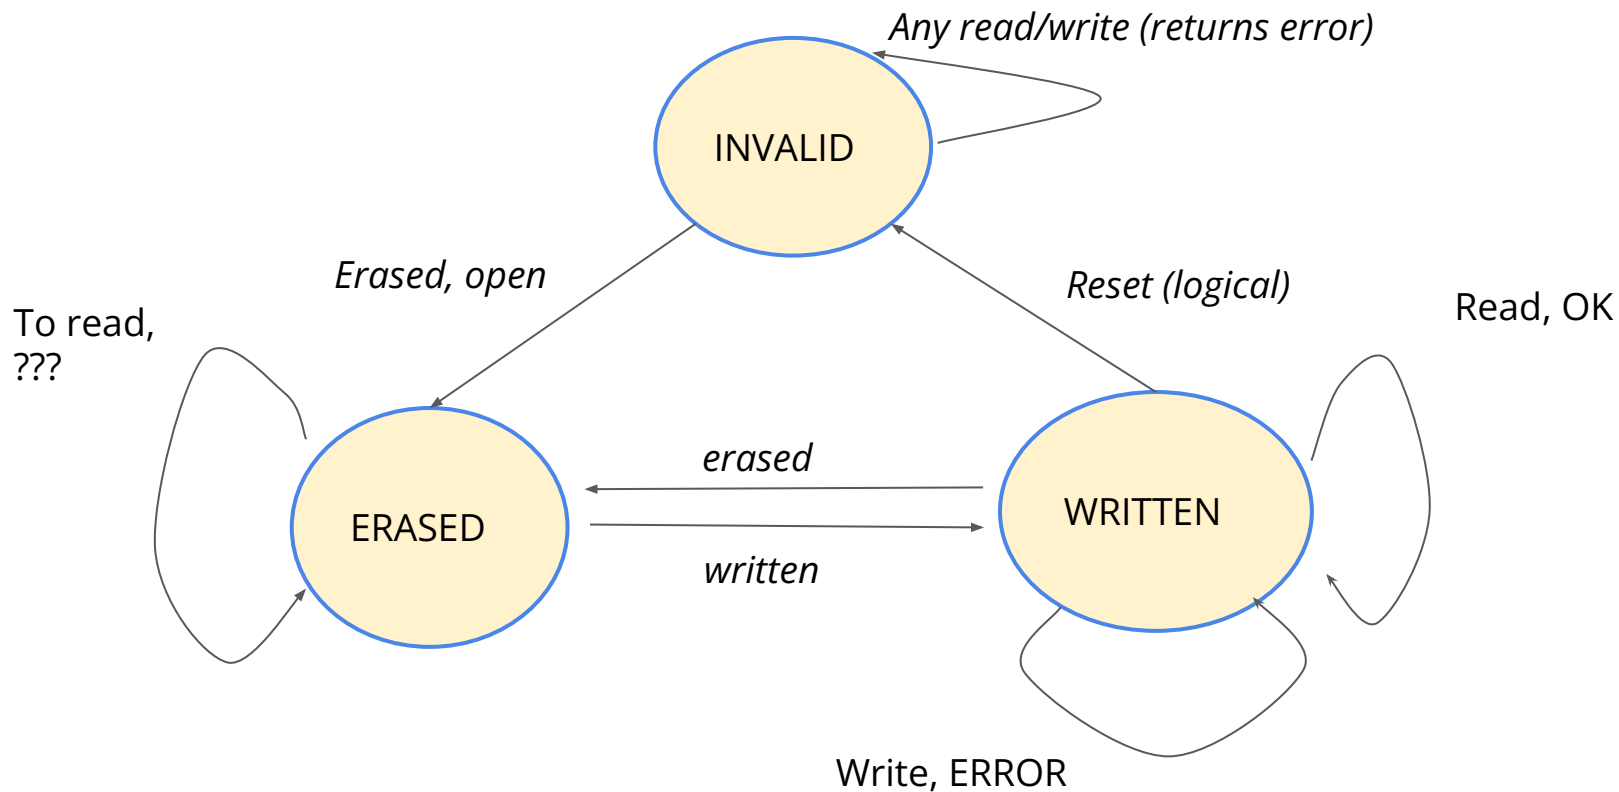 Any read/write (returns error)
INVALID
Erased, open
Reset (logical)
Read, OK
To read,
???
erased
ERASED
WRITTEN
written
Write, ERROR